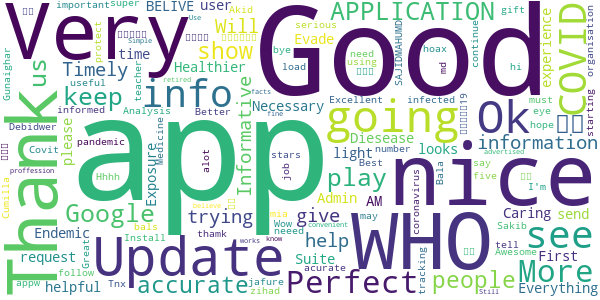 important super
Very Good
BELIVE user APPLICATION
Akid gift
Will serious Use
Evade protect simple
show hoax continue
Thank us Timely time bye experience
Healthier load need using
Gunaighar keep info useful SAJIDMAHUMD md hi organisation COVID
teacher facts retired
Necessary Excellent must starting
informed Better Analysis fine infected eye going Ok
Debidwer please Informative hope
Covit Exposure Medicine Diesease information
pandemic app light looks nice
Hhhh alot stars number Best say
job play five I'm Bala
Google Admin AM may coronavirus Caring send
Cumilla proffession trying give First Sakib
Endemic mia WHO tell see
believe Wow neeed help Awesome More
bals thamk tracking
request Update Great Install Suite people
follow works know acurate
helpful appw accurate Tnx jafure zihad Perfect convenient Still Everything advertised